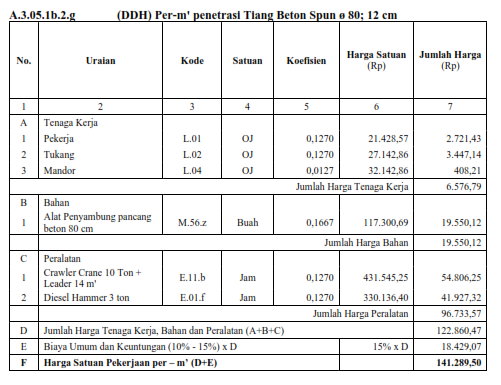 A.3.05.1b.2.g (DDH) Per-m' penetrasi Tiang Beton Spun ø 80; 12 cm
No. Uraian Kode Satuan Koefisien Harga Satuan (Rp) Jumlah Harga (Rp)
1 2 3 4 5 6 7
A Tenaga Kerja
1 Pekerja L.01 OJ 0,1270 21.428,57 2.721,43
2 Tukang L.02 OJ 0,1270 27.142,86 3.447,14
3 Mandor L.04 OJ 0,0127 32.142,86 408,21
Jumlah Harga Tenaga Kerja 6.576,79
B Bahan
1 Alat Penyambung pancang beton 80 cm M.56.z Buah 0,1667 117.300,69 19.550,12
Jumlah Harga Bahan 19.550,12
C Peralatan
1 Crawler Crane 10 Ton + Leader 14 m' E.11.b Jam 0,1270 431.545,25 54.806,25
2 Diesel Hammer 3 ton E.01.f Jam 0,1270 330.136,40 41.927,32
Jumlah Harga Peralatan 96.733,57
D Jumlah Harga Tenaga Kerja, Bahan dan Peralatan (A+B+C) 122.860,47
E Biaya Umum dan Keuntungan (10% - 15%) x D 15% x D 18.429,07
F Harga Satuan Pekerjaan per – m' (D+E) 141.289,50